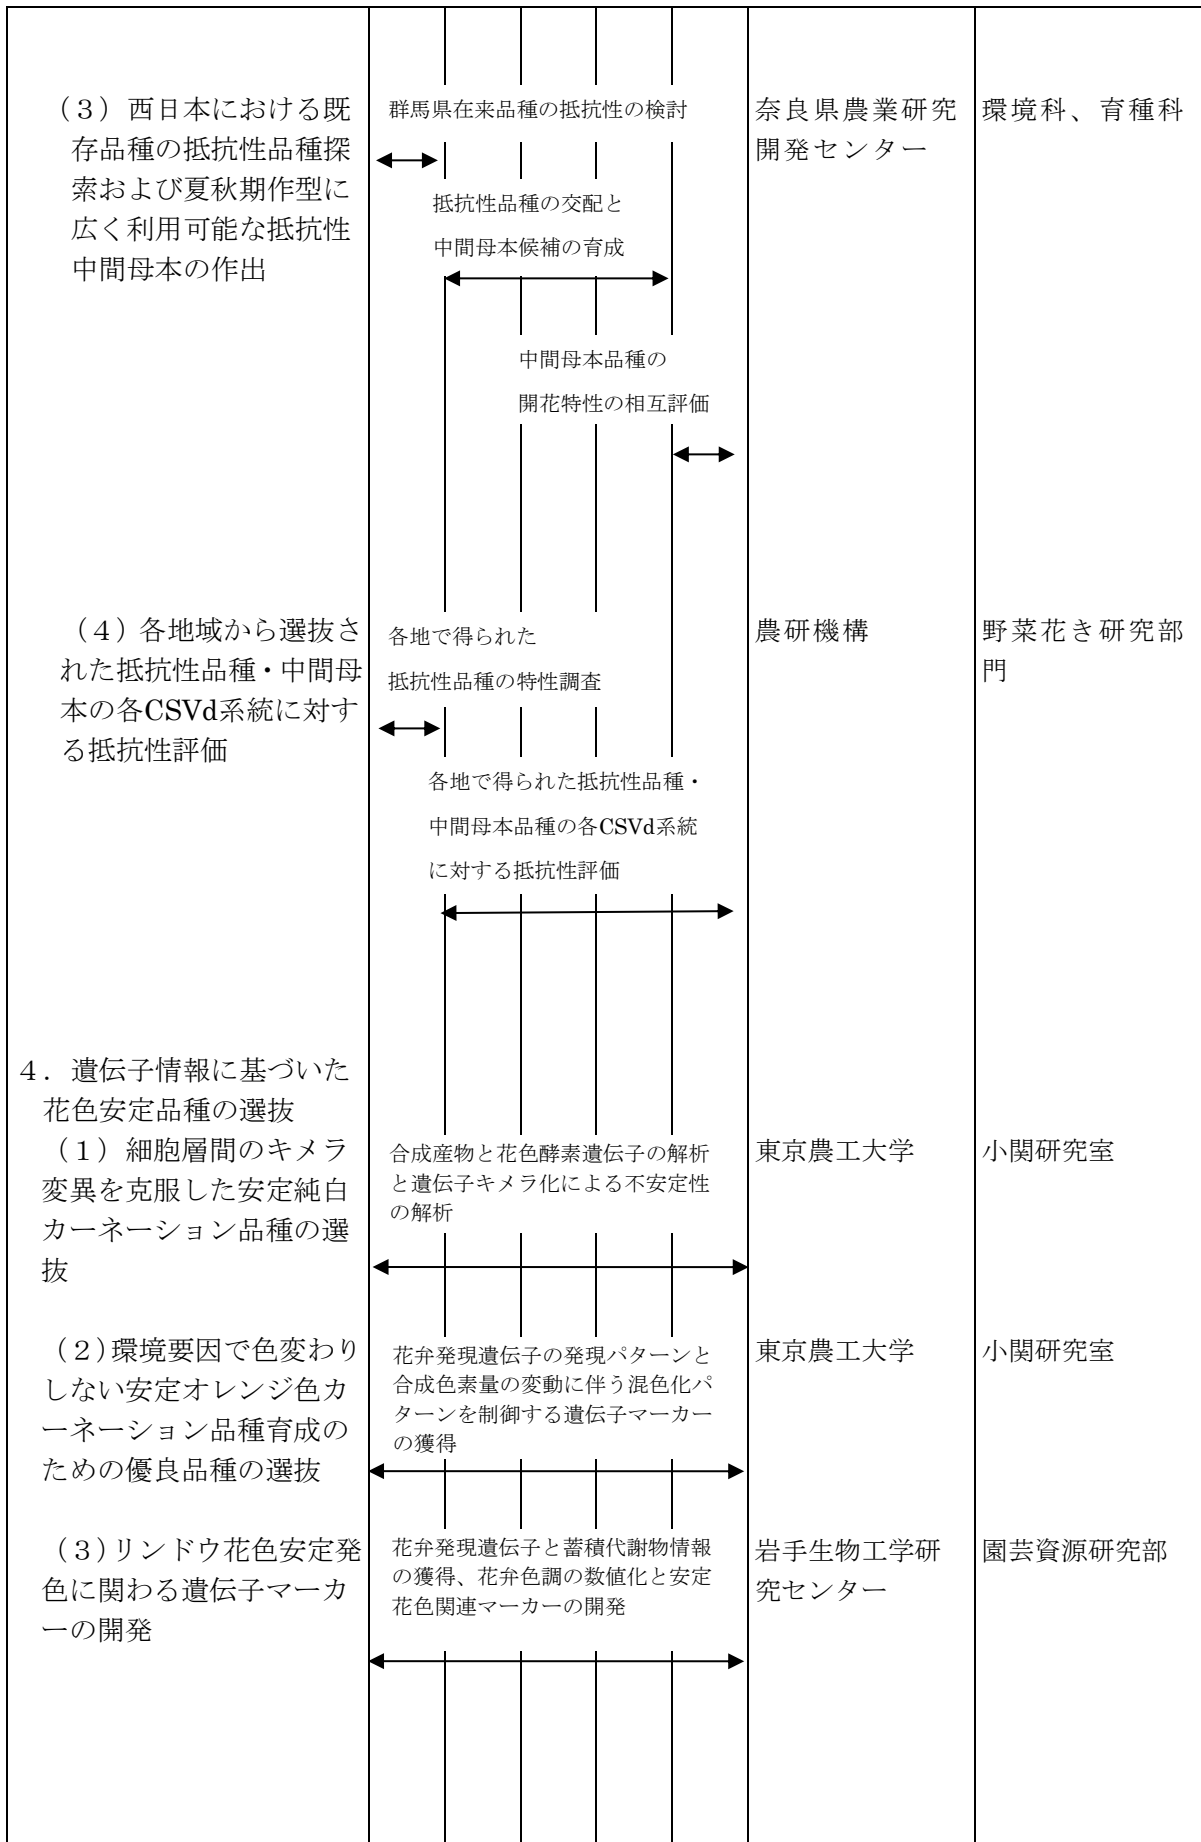 （３）西日本における既
存品種の抵抗性品種探
索および夏秋期作型に
広く利用可能な抵抗性
中間母本の作出
群馬県在来品種の抵抗性の検討
抵抗性品種の交配と
中間母本候補の育成
中間母本品種の
開花特性の相互評価
奈良県農業研究
開発センター
環境科、育種科
（４）各地域から選抜さ
れた抵抗性品種・中間母
本の各CSVd系統に対す
る抵抗性評価
各地で得られた
抵抗性品種の特性調査
各地で得られた抵抗性品種・
中間母本品種の各CSVd系統
に対する抵抗性評価
農研機構
野菜花き研究部
門
４．遺伝子情報に基づいた
花色安定品種の選抜
（１）細胞層間のキメラ
変異を克服した安定純白
カーネーション品種の選
抜
合成産物と花色酵素遺伝子の解析
と遺伝子キメラ化による不安定性
の解析
東京農工大学
小関研究室
（２）環境要因で色変わり
しない安定オレンジ色カ
ーネーション品種育成の
ための優良品種の選抜
花弁発現遺伝子の発現パターンと
合成色素量の変動に伴う混色化パ
ターンを制御する遺伝子マーカー
の獲得
東京農工大学
小関研究室
（３）リンドウ花色安定発
色に関わる遺伝子マーカ
ーの開発
花弁発現遺伝子と蓄積代謝物情報
の獲得、花弁色調の数値化と安定
花色関連マーカーの開発
岩手生物工学研
究センター
園芸資源研究部